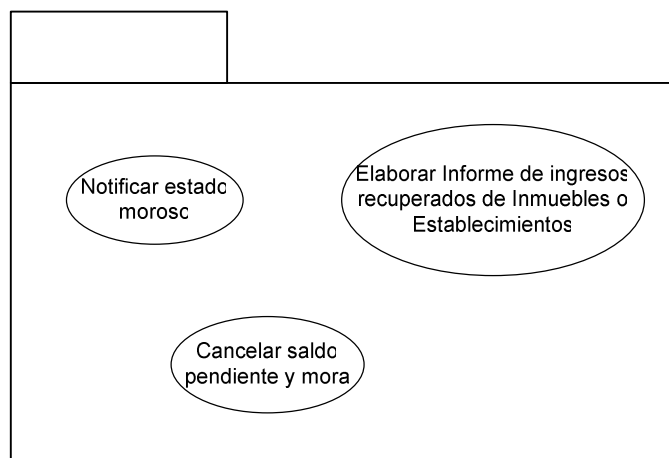 Notificar estado
moroso
Elaborar Informe de ingresos
recuperados de Inmuebles o
Establecimientos
Cancelar saldo
pendiente y mora